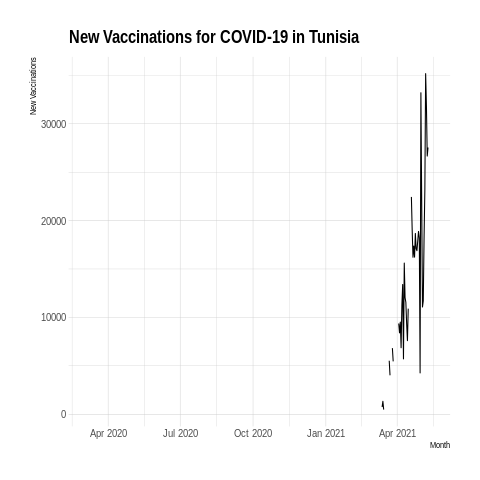 New Vaccinations for COVID-19 in Tunisia
New Vaccinations
30000
20000
10000
0
Apr 2020 Jul 2020 Oct 2020 Jan 2021 Apr 2021
Month